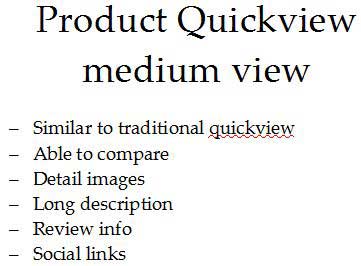 Product Quickview
medium view
– Similar to traditional quickview
– Able to compare
– Detail images
– Long description
– Review info
– Social links